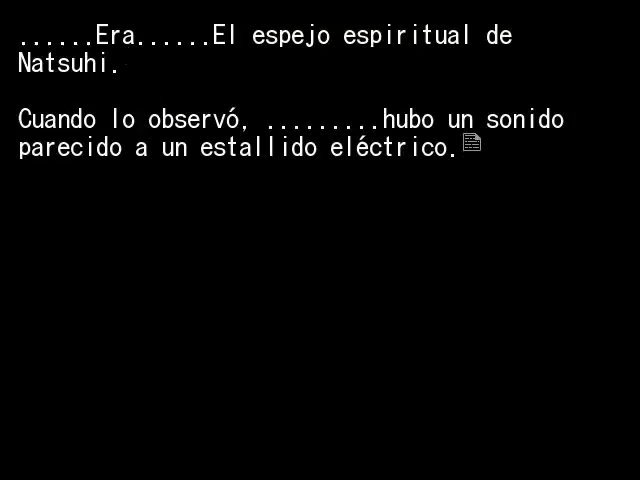 ......Era......El espejo espiritual de
Natsuhi.
Cuando lo observó, .........hubo un sonido
parecido a un estallido eléctrico.